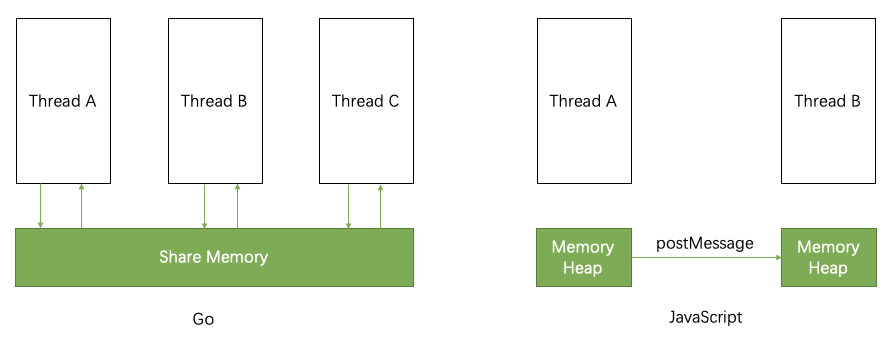 Thread A
Thread B
Thread C
Share Memory
Go
Thread A
Thread B
Memory
Heap
postMessage
Memory
Heap
JavaScript